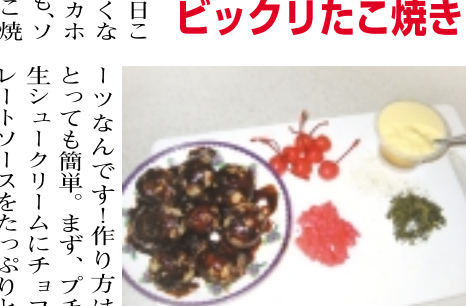 ビックリたこ焼き
日こ
くな
カホ
も、ソ
こ焼
ーツなんです!作り方は
とっても簡単。まず、プチ
生シュークリームにチョコ
レートソースをたっぷりと